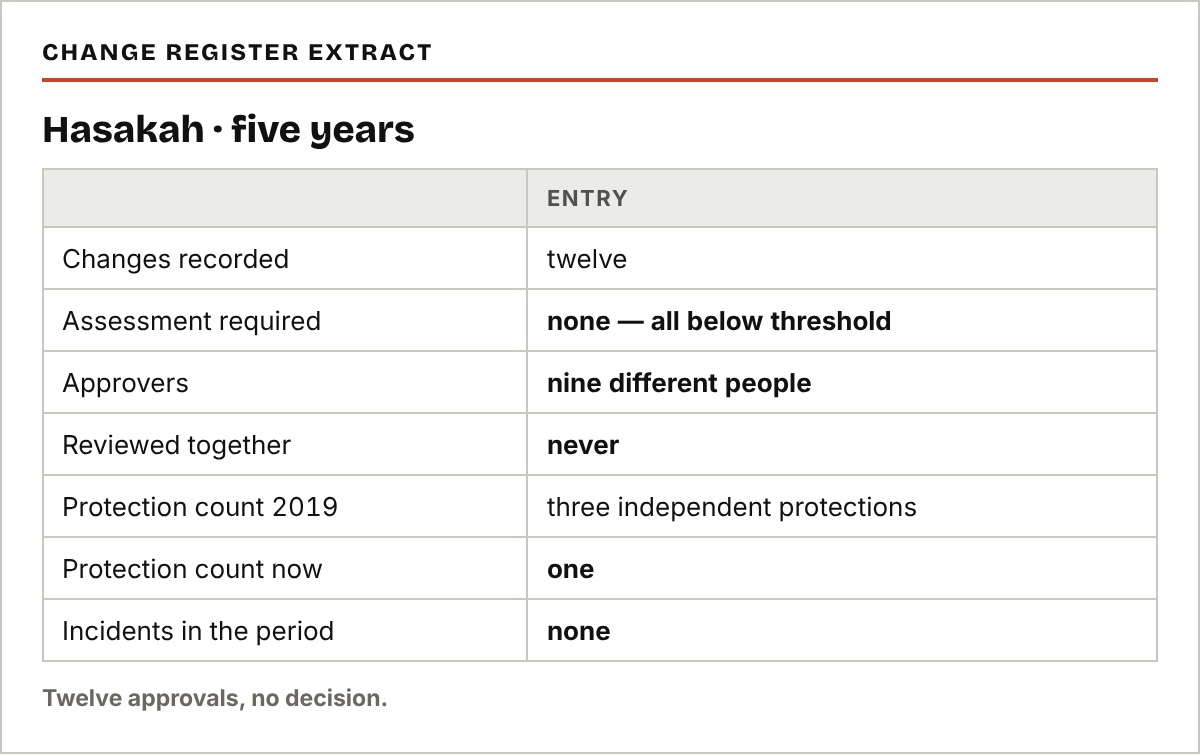 CHANGE REGISTER EXTRACT
Hasakah · five years
ENTRY
Changes recorded twelve
Assessment required none — all below threshold
Approvers nine different people
Reviewed together never
Protection count 2019 three independent protections
Protection count now one
Incidents in the period none
Twelve approvals, no decision.